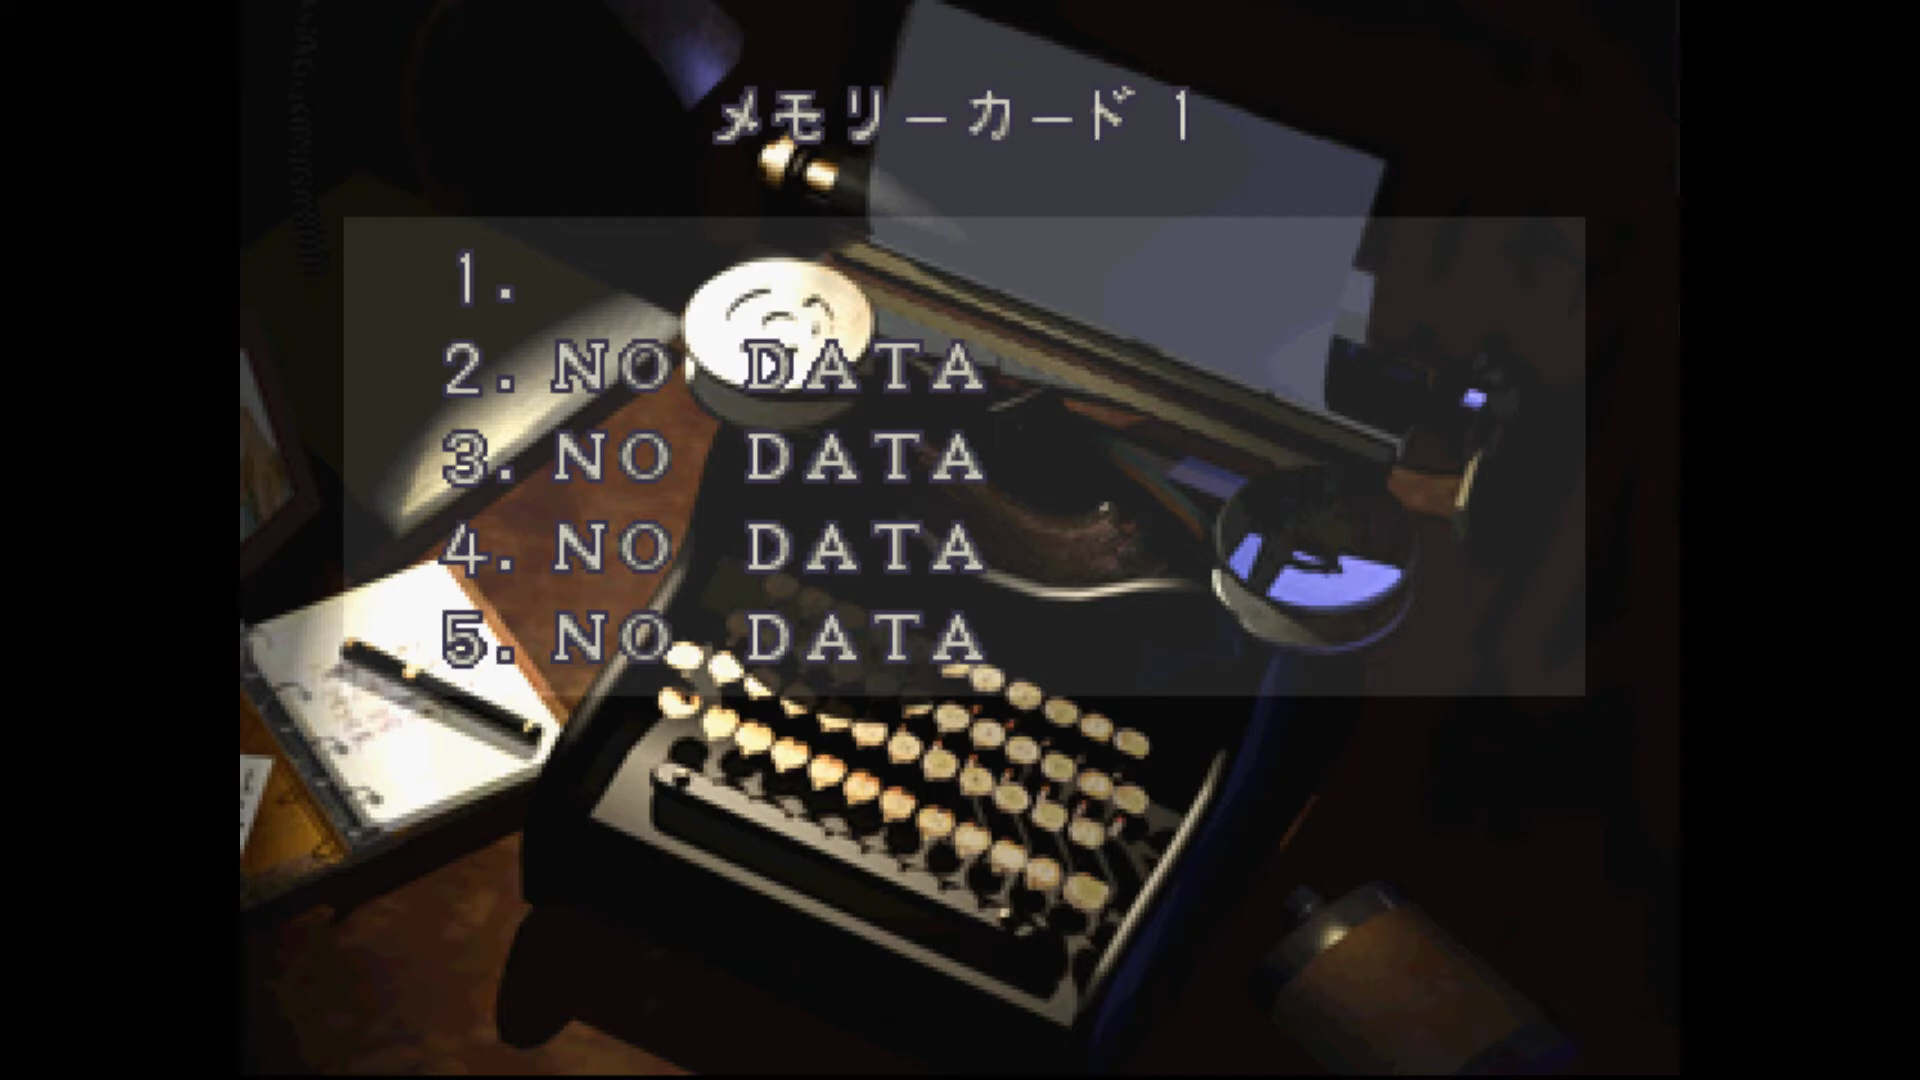 メモリーカード 1
1.
2. NO DATA
3. NO DATA
4. NO DATA
5. NO DATA